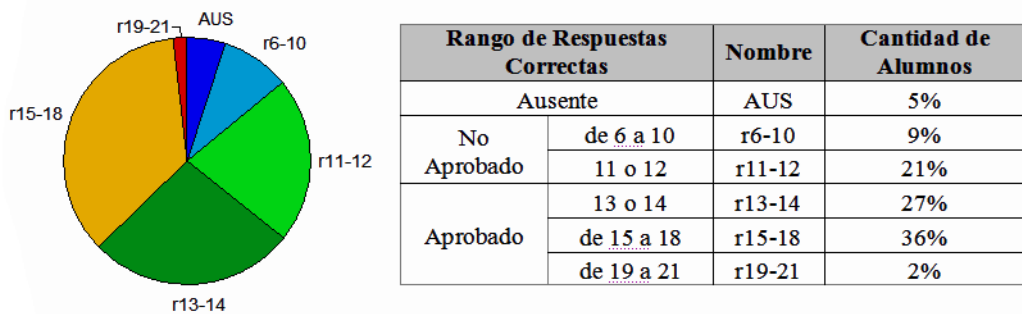 r19-21
AUS
r6-10
r15-18
r11-12
r13-14
Rango de Respuestas
Correctas
Nombre
Cantidad de
Alumnos
Ausente
AUS
5%
No
Aprobado
de 6 a 10
r6-10
9%
11 o 12
r11-12
21%
Aprobado
13 o 14
r13-14
27%
de 15 a 18
r15-18
36%
de 19 a 21
r19-21
2%